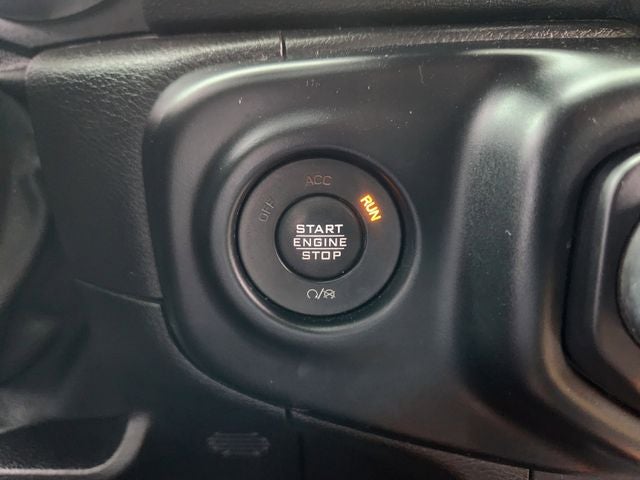 OFF ACC RUN
START
ENGINE
STOP